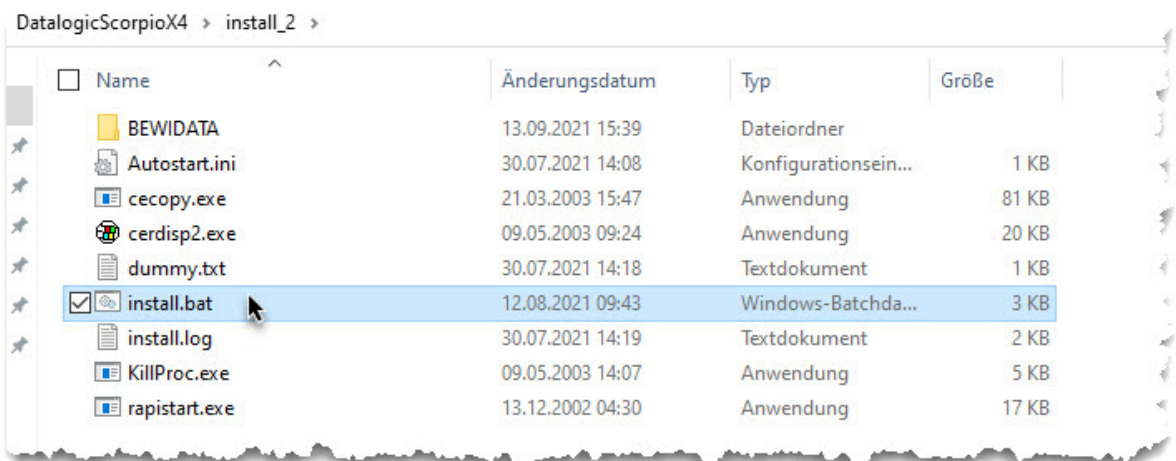 DatalogicScorpioX4 > install_2 >
Name Änderungsdatum Typ Größe
BEWIDATA 13.09.2021 15:39 Dateiordner
Autostart.ini 30.07.2021 14:08 Konfigurationsein... 1 KB
cecopy.exe 21.03.2003 15:47 Anwendung 81 KB
cerdisp2.exe 09.05.2003 09:24 Anwendung 20 KB
dummy.txt 30.07.2021 14:18 Textdokument 1 KB
install.bat 12.08.2021 09:43 Windows-Batchda... 3 KB
install.log 30.07.2021 14:19 Textdokument 2 KB
KillProc.exe 09.05.2003 14:07 Anwendung 5 KB
rapistart.exe 13.12.2002 04:30 Anwendung 17 KB